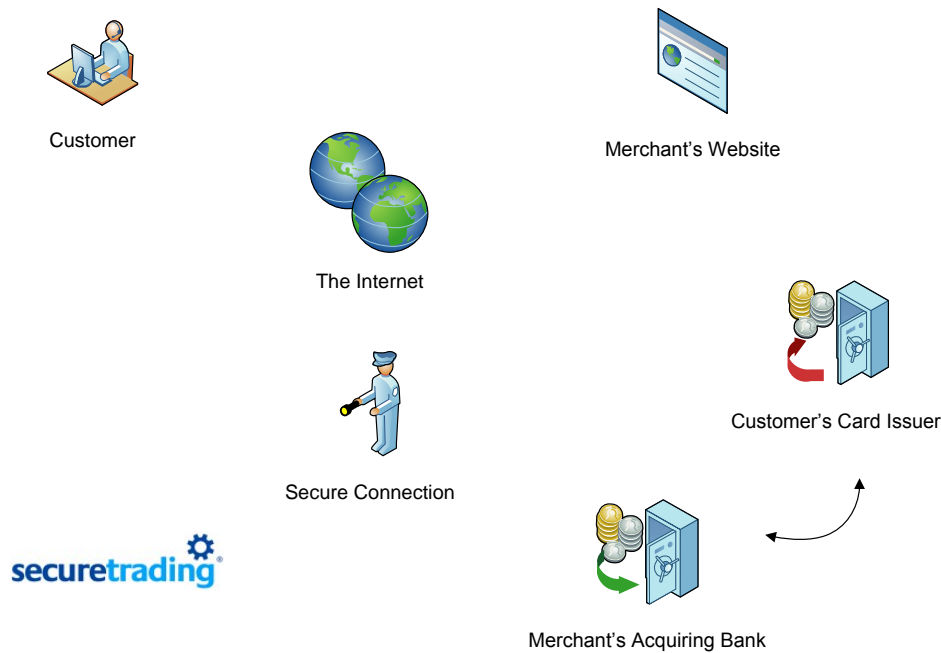 Customer
Merchant's Website
The Internet
Customer's Card Issuer
Secure Connection
securetrading®
Merchant's Acquiring Bank